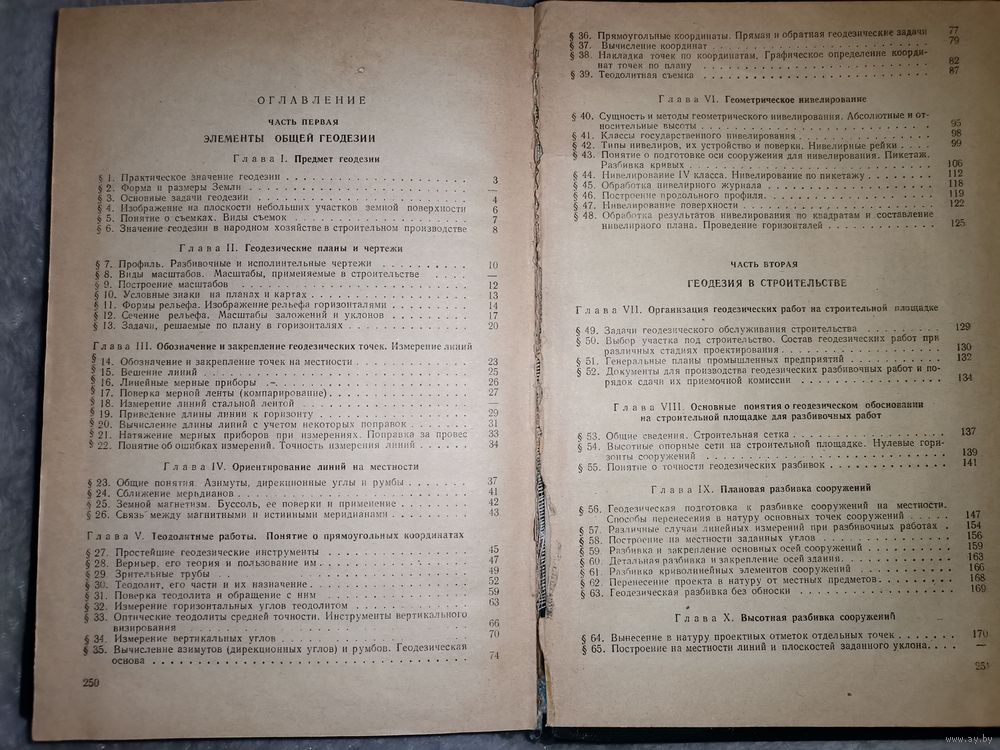 ОГЛАВЛЕНИЕ
ЧАСТЬ ПЕРВАЯ
ЭЛЕМЕНТЫ ОБЩЕЙ ГЕОДЕЗИИ
Глава I. Предмет геодезии
§ 1. Практическое значение геодезии . . . 3
§ 2. Форма и размеры Земли . . . —
§ 3. Основные задачи геодезии . . . 4
§ 4. Изображение на плоскости небольших участков земной поверхности 6
§ 5. Понятие о съемках. Виды съемок . . . 7
§ 6. Значение геодезии в народном хозяйстве в строительном производстве 8
Глава II. Геодезические планы и чертежи
§ 7. Профиль. Разбивочные и исполнительные чертежи . . . 10
§ 8. Виды масштабов. Масштабы, применяемые в строительстве . . . —
§ 9. Построение масштабов . . . 12
§ 10. Условные знаки на планах и картах . . . 13
§ 11. Формы рельефа. Изображение рельефа горизонталями . . . 14
§ 12. Сечение рельефа. Масштабы заложений и уклонов . . . 17
§ 13. Задачи, решаемые по плану в горизонталях . . . 20
Глава III. Обозначение и закрепление геодезических точек. Измерение линий
§ 14. Обозначение и закрепление точек на местности . . . 23
§ 15. Вешение линий . . . 25
§ 16. Линейные мерные приборы . . . 26
§ 17. Поверка мерной ленты (компарирование) . . . 27
§ 18. Измерение линий стальной лентой . . . —
§ 19. Приведение длины линии к горизонту . . . 29
§ 20. Вычисление длины линий с учетом некоторых поправок . . . 31
§ 21. Натяжение мерных приборов при измерениях. Поправка за провес 33
§ 22. Понятие об ошибках измерений. Точность измерения линий . . . 34
Глава IV. Ориентирование линий на местности
§ 23. Общие понятия. Азимуты, дирекционные углы и румбы . . . 37
§ 24. Сближение меридианов . . . 41
§ 25. Земной магнетизм. Буссоль, ее поверки и применение . . . 42
§ 26. Связь между магнитными и истинными меридианами . . . 43
Глава V. Теодолитные работы. Понятие о прямоугольных координатах
§ 27. Простейшие геодезические инструменты . . . 45
§ 28. Верньер, его теория и пользование им . . . 47
§ 29. Зрительные трубы . . . 49
§ 30. Теодолит, его части и их назначение . . . 52
§ 31. Поверка теодолита и обращение с ним . . . 59
§ 32. Измерение горизонтальных углов теодолитом . . . 63
§ 33. Оптические теодолиты средней точности. Инструменты вертикального
визирования . . . 66
§ 34. Измерение вертикальных углов . . . 70
§ 35. Вычисление азимутов (дирекционных углов) и румбов. Геодезическая
основа . . . 74
250
§ 36. Прямоугольные координаты. Прямая и обратная геодезические задачи 77
§ 37. Вычисление координат . . . 79
§ 38. Накладка точек по координатам. Графическое определение коорди-
нат точек по плану . . . 82
§ 39. Теодолитная съемка . . . 87
Глава VI. Геометрическое нивелирование
§ 40. Сущность и методы геометрического нивелирования. Абсолютные и от-
носительные высоты . . . 95
§ 41. Классы государственного нивелирования . . . 98
§ 42. Типы нивелиров, их устройство и поверки. Нивелирные рейки . . . 99
§ 43. Понятие о подготовке оси сооружения для нивелирования. Пикетаж.
Разбивка кривых . . . 106
§ 44. Нивелирование IV класса. Нивелирование по пикетажу . . . 112
§ 45. Обработка нивелирного журнала . . . 118
§ 46. Построение продольного профиля . . . 119
§ 47. Нивелирование поверхности . . . 122
§ 48. Обработка результатов нивелирования по квадратам и составление
нивелирного плана. Проведение горизонталей . . . 125
ЧАСТЬ ВТОРАЯ
ГЕОДЕЗИЯ В СТРОИТЕЛЬСТВЕ
Глава VII. Организация геодезических работ на строительной площадке
§ 49. Задачи геодезического обслуживания строительства . . . 129
§ 50. Выбор участка под строительство. Состав геодезических работ при
различных стадиях проектирования . . . 130
§ 51. Генеральные планы промышленных предприятий . . . 132
§ 52. Документы для производства геодезических разбивочных работ и по-
рядок сдачи их приемочной комиссии . . . 134
Глава VIII. Основные понятия о геодезическом обосновании
на строительной площадке для разбивочных работ
§ 53. Общие сведения. Строительная сетка . . . 137
§ 54. Высотные опорные сети на строительной площадке. Нулевые гори-
зонты сооружений . . . 139
§ 55. Понятие о точности геодезических разбивок . . . 141
Глава IX. Плановая разбивка сооружений
§ 56. Геодезическая подготовка к разбивке сооружений на местности.
Способы перенесения в натуру основных точек сооружений . . . 147
§ 57. Различные случаи линейных измерений при разбивочных работах . 154
§ 58. Построение на местности заданных углов . . . 156
§ 59. Разбивка и закрепление основных осей сооружений . . . 159
§ 60. Детальная разбивка и закрепление осей здания . . . 163
§ 61. Разбивка криволинейных элементов сооружений . . . 166
§ 62. Перенесение проекта в натуру от местных предметов . . . 168
§ 63. Геодезическая разбивка без обноски . . . 169
Глава X. Высотная разбивка сооружений
§ 64. Вынесение в натуру проектных отметок отдельных точек . . . 170
§ 65. Построение на местности линий и плоскостей заданного уклона. . . . —
251
www.ay.by